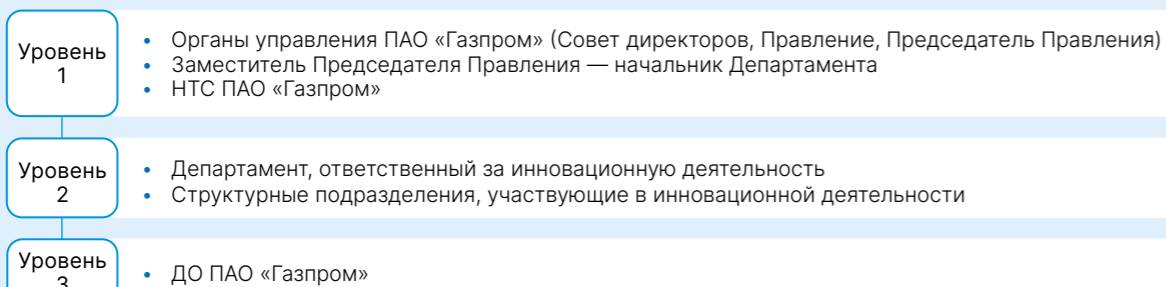 Уровень
1
• Органы управления ПАО «Газпром» (Совет директоров, Правление, Председатель Правления)
• Заместитель Председателя Правления — начальник Департамента
• НТС ПАО «Газпром»
Уровень
2
• Департамент, ответственный за инновационную деятельность
• Структурные подразделения, участвующие в инновационной деятельности
Уровень
3
• ДО ПАО «Газпром»